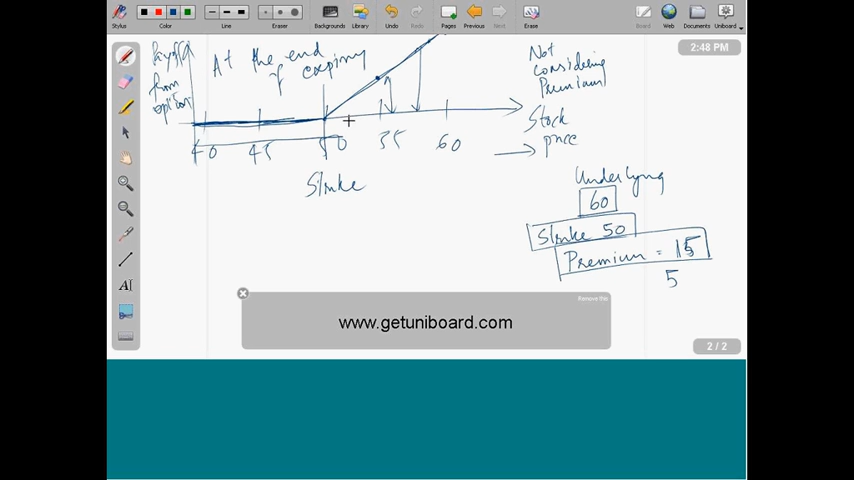 Stylus
Color
Line
Eraser
Backgrounds
Library
Undo
Previous
Next
Pages
Erase
Board
Web
Documents
Uniboard
2:48 PM
Payoff
from
option
At the end
of expiring
Not
considering
Premium
Stock
price
40 45 50 55 60
Strike
Underlying
60
Strike 50
Premium = 15
5
Remove this
www.getuniboard.com
2 / 2